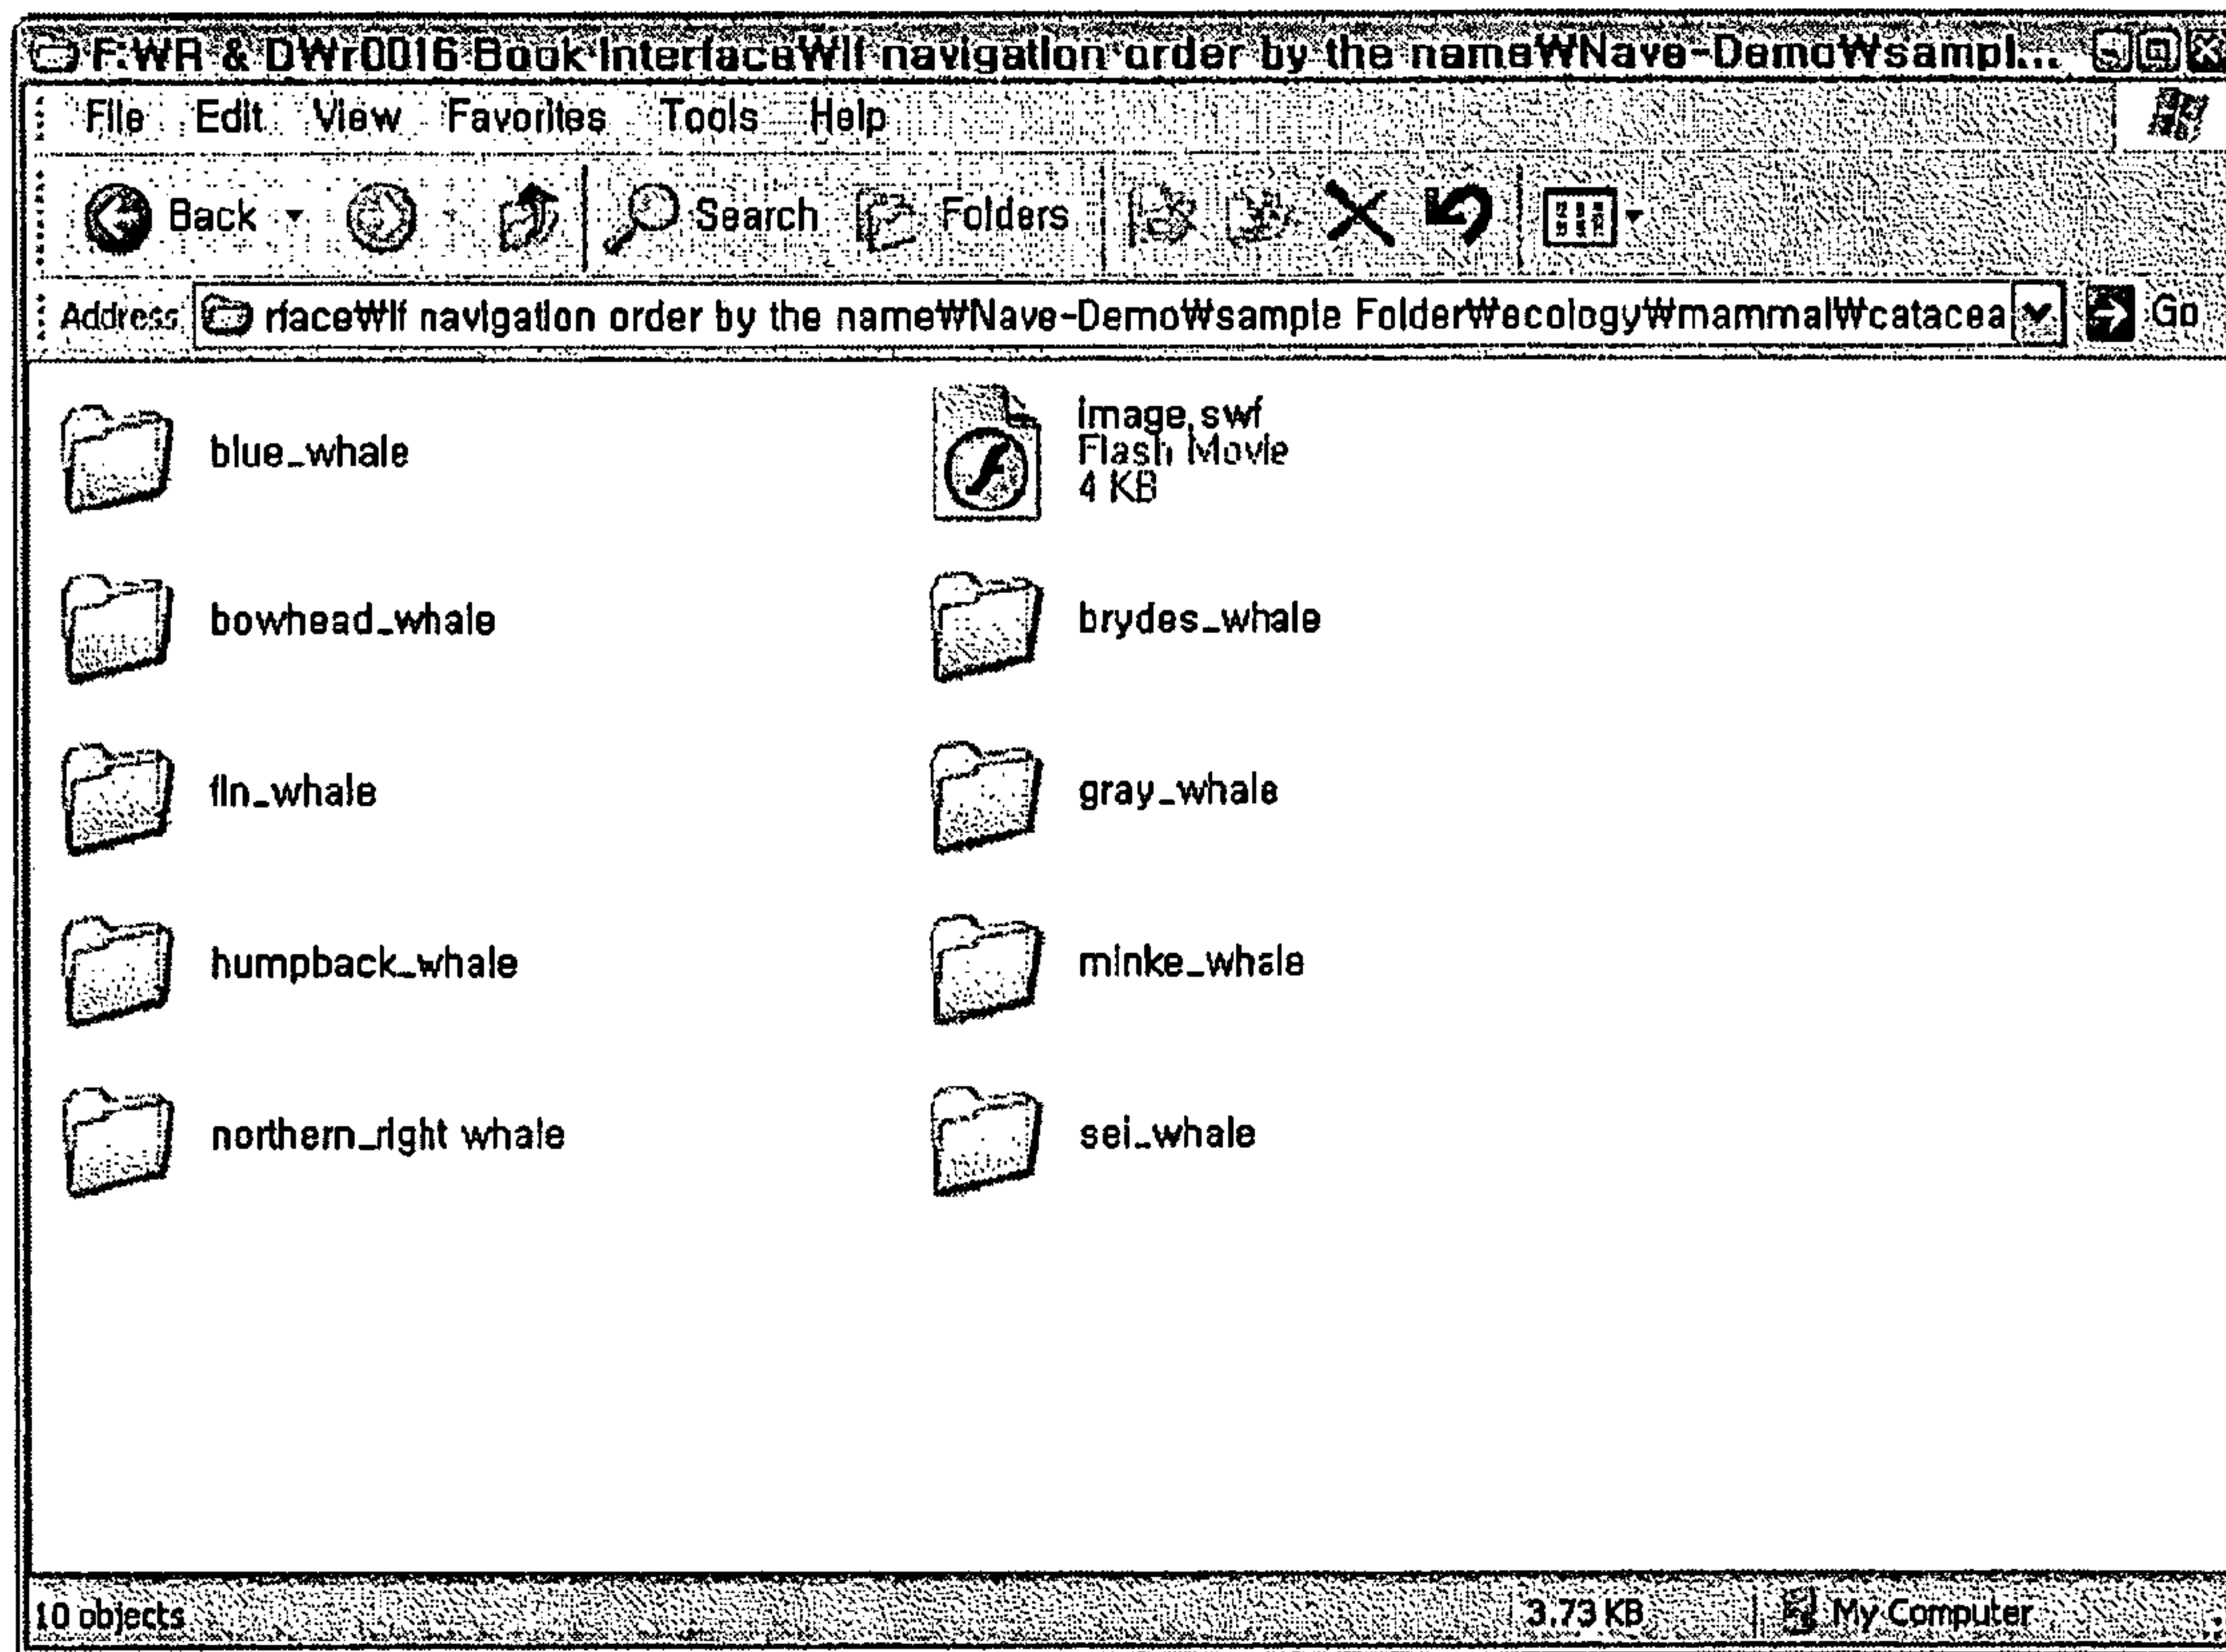 F:₩R & D₩r0016 Book Interface₩If navigation order by the name₩Nave-Demo₩sampl...
File Edit View Favorites Tools Help
Back Search Folders
Address rface₩If navigation order by the name₩Nave-Demo₩sample Folder₩ecology₩mammal₩catacea Go
blue_whale
image.swf
Flash Movie
4 KB
bowhead_whale
brydes_whale
fin_whale
gray_whale
humpback_whale
minke_whale
northern_right whale
sei_whale
10 objects 3.73 KB My Computer